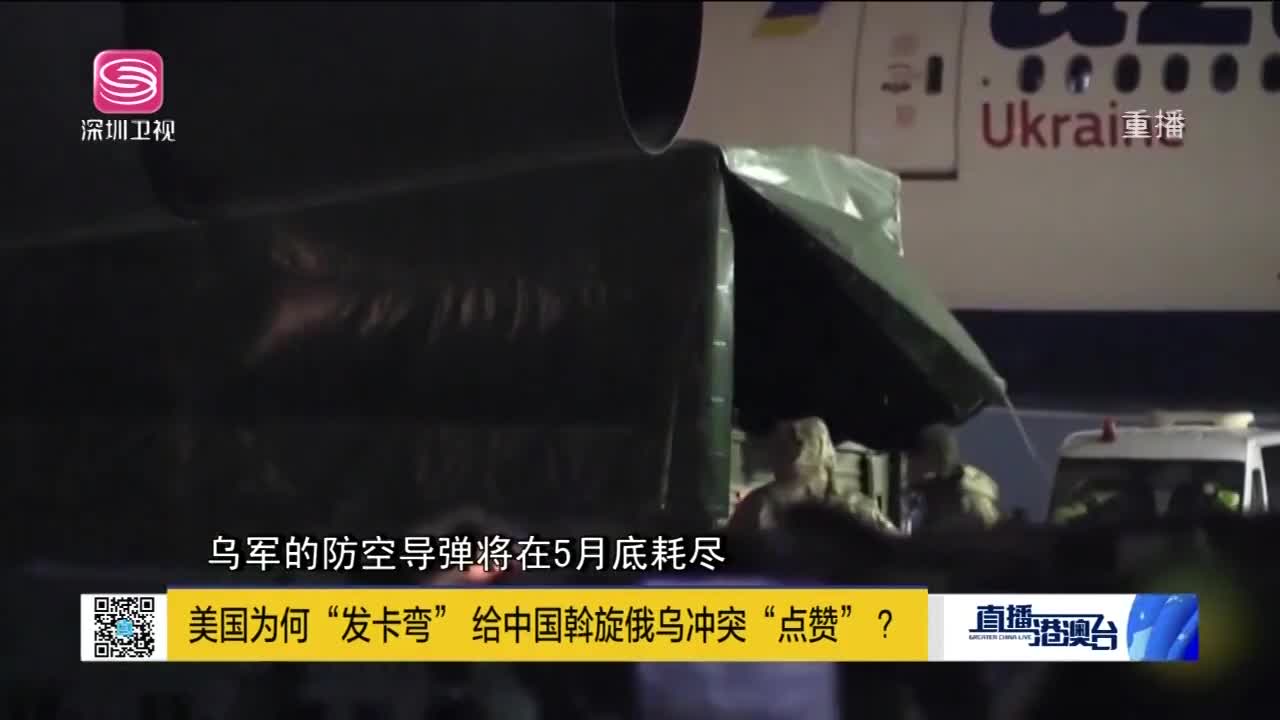 深圳卫视
Ukraine
重播
乌军的防空导弹将在5月底耗尽
美国为何“发卡弯” 给中国斡旋俄乌冲突“点赞”？
直播港澳台
GREATER CHINA LIVE